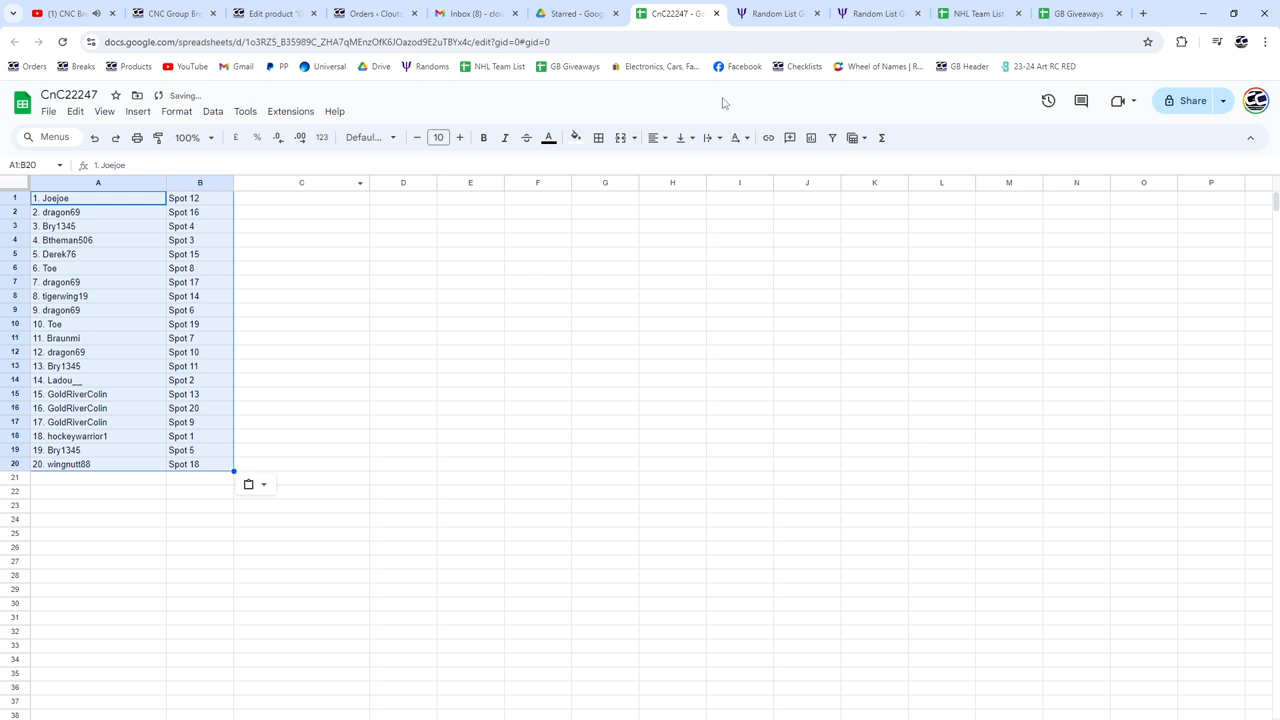 (1) CNC Br
CNC Group Bre
Edit product "C
Orders ‹ Clouts
Inbox
clou
Starred - Goog
CnC22247 - G
Random List G
Random List G
NHL Team List
GB Giveaways
docs.google.com/spreadsheets/d/
edit?gid=0#gid=0
Orders
Breaks
Products
YouTube
Gmail
PP
Universal
Drive
Randoms
NHL Team List
GB Giveaways
Electronics, Cars, Fa...
Facebook
Checklists
Wheel of Names | R...
GB Header
23-24 Art RC RED
CnC22247
Saving...
File Edit View Insert Format Data Tools Extensions Help
Share
Menus
100%
£ % .0 .00 123
Defaul...
10
B I A
A1:B20
fx 1. Joejoe
A B C D E F G H I J K L M N O P
1 1. Joejoe Spot 12
2 2. dragon69 Spot 16
3 3. Bry1345 Spot 4
4 4. Btheman506 Spot 3
5 5. Derek76 Spot 15
6 6. Toe Spot 8
7 7. dragon69 Spot 17
8 8. tigerwing19 Spot 14
9 9. dragon69 Spot 6
10 10. Toe Spot 19
11 11. Braunmi Spot 7
12 12. dragon69 Spot 10
13 13. Bry1345 Spot 11
14 14. Ladou__ Spot 2
15 15. GoldRiverColin Spot 13
16 16. GoldRiverColin Spot 20
17 17. GoldRiverColin Spot 9
18 18. hockeywarrior1 Spot 1
19 19. Bry1345 Spot 5
20 20. wingnutt88 Spot 18
21
22
23
24
25
26
27
28
29
30
31
32
33
34
35
36
37
38